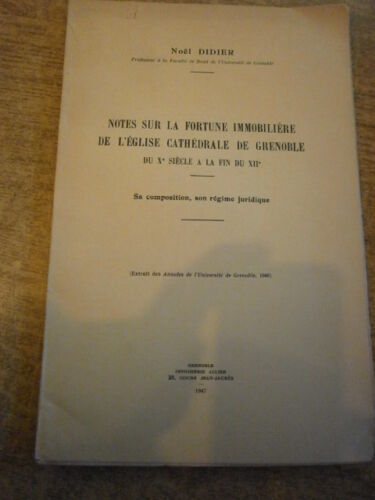 Noël DIDIER
Professeur à la Faculté de Droit de l'Université de Grenoble
NOTES SUR LA FORTUNE IMMOBILIÈRE
DE L'ÉGLISE CATHÉDRALE DE GRENOBLE
DU Xe SIÈCLE A LA FIN DU XIIe
Sa composition, son régime juridique
(Extrait des Annales de l'Université de Grenoble, 1946)
GRENOBLE
IMPRIMERIE ALLIER
26, COURS JEAN-JAURÈS
1947